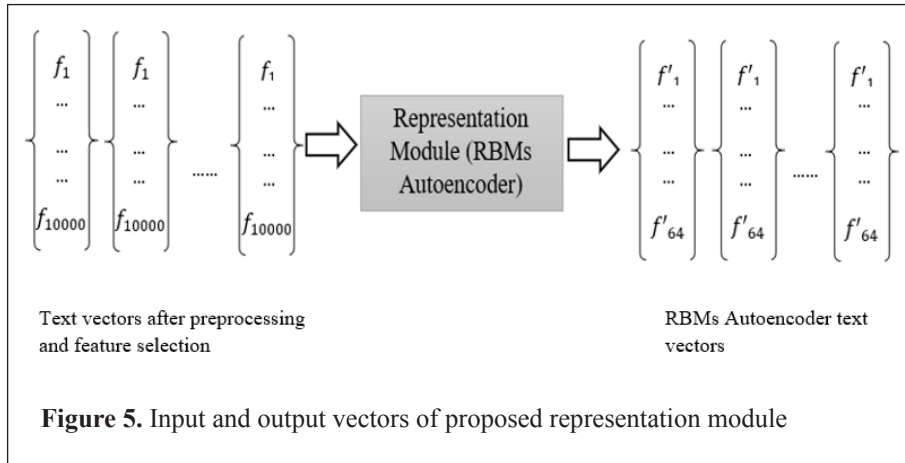 f₁ f₁ f₁ f'₁ f'₁ f'₁
... ... ... ... ... ...
... ... ... ... ... ...
... ... ...... ... ... ... ...... ...
f₁₀₀₀₀ f₁₀₀₀₀ f₁₀₀₀₀ f'₆₄ f'₆₄ f'₆₄
Representation
Module (RBMs
Autoencoder)
Text vectors after preprocessing
and feature selection
RBMs Autoencoder text
vectors
Figure 5. Input and output vectors of proposed representation module